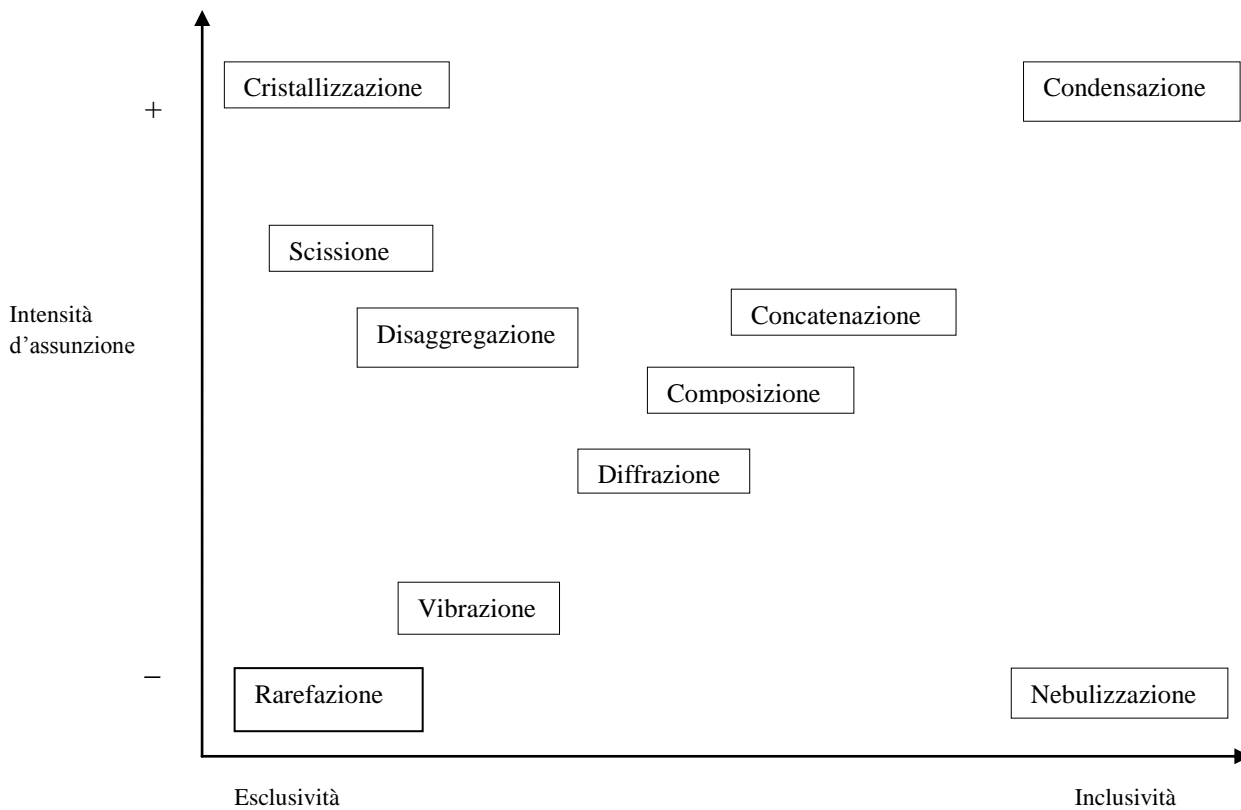 Cristallizzazione
Condensazione
+
Scissione
Intensità
d’assunzione
Concatenazione
Disaggregazione
Composizione
Diffrazione
Vibrazione
–
Rarefazione
Nebulizzazione
Esclusività
Inclusività